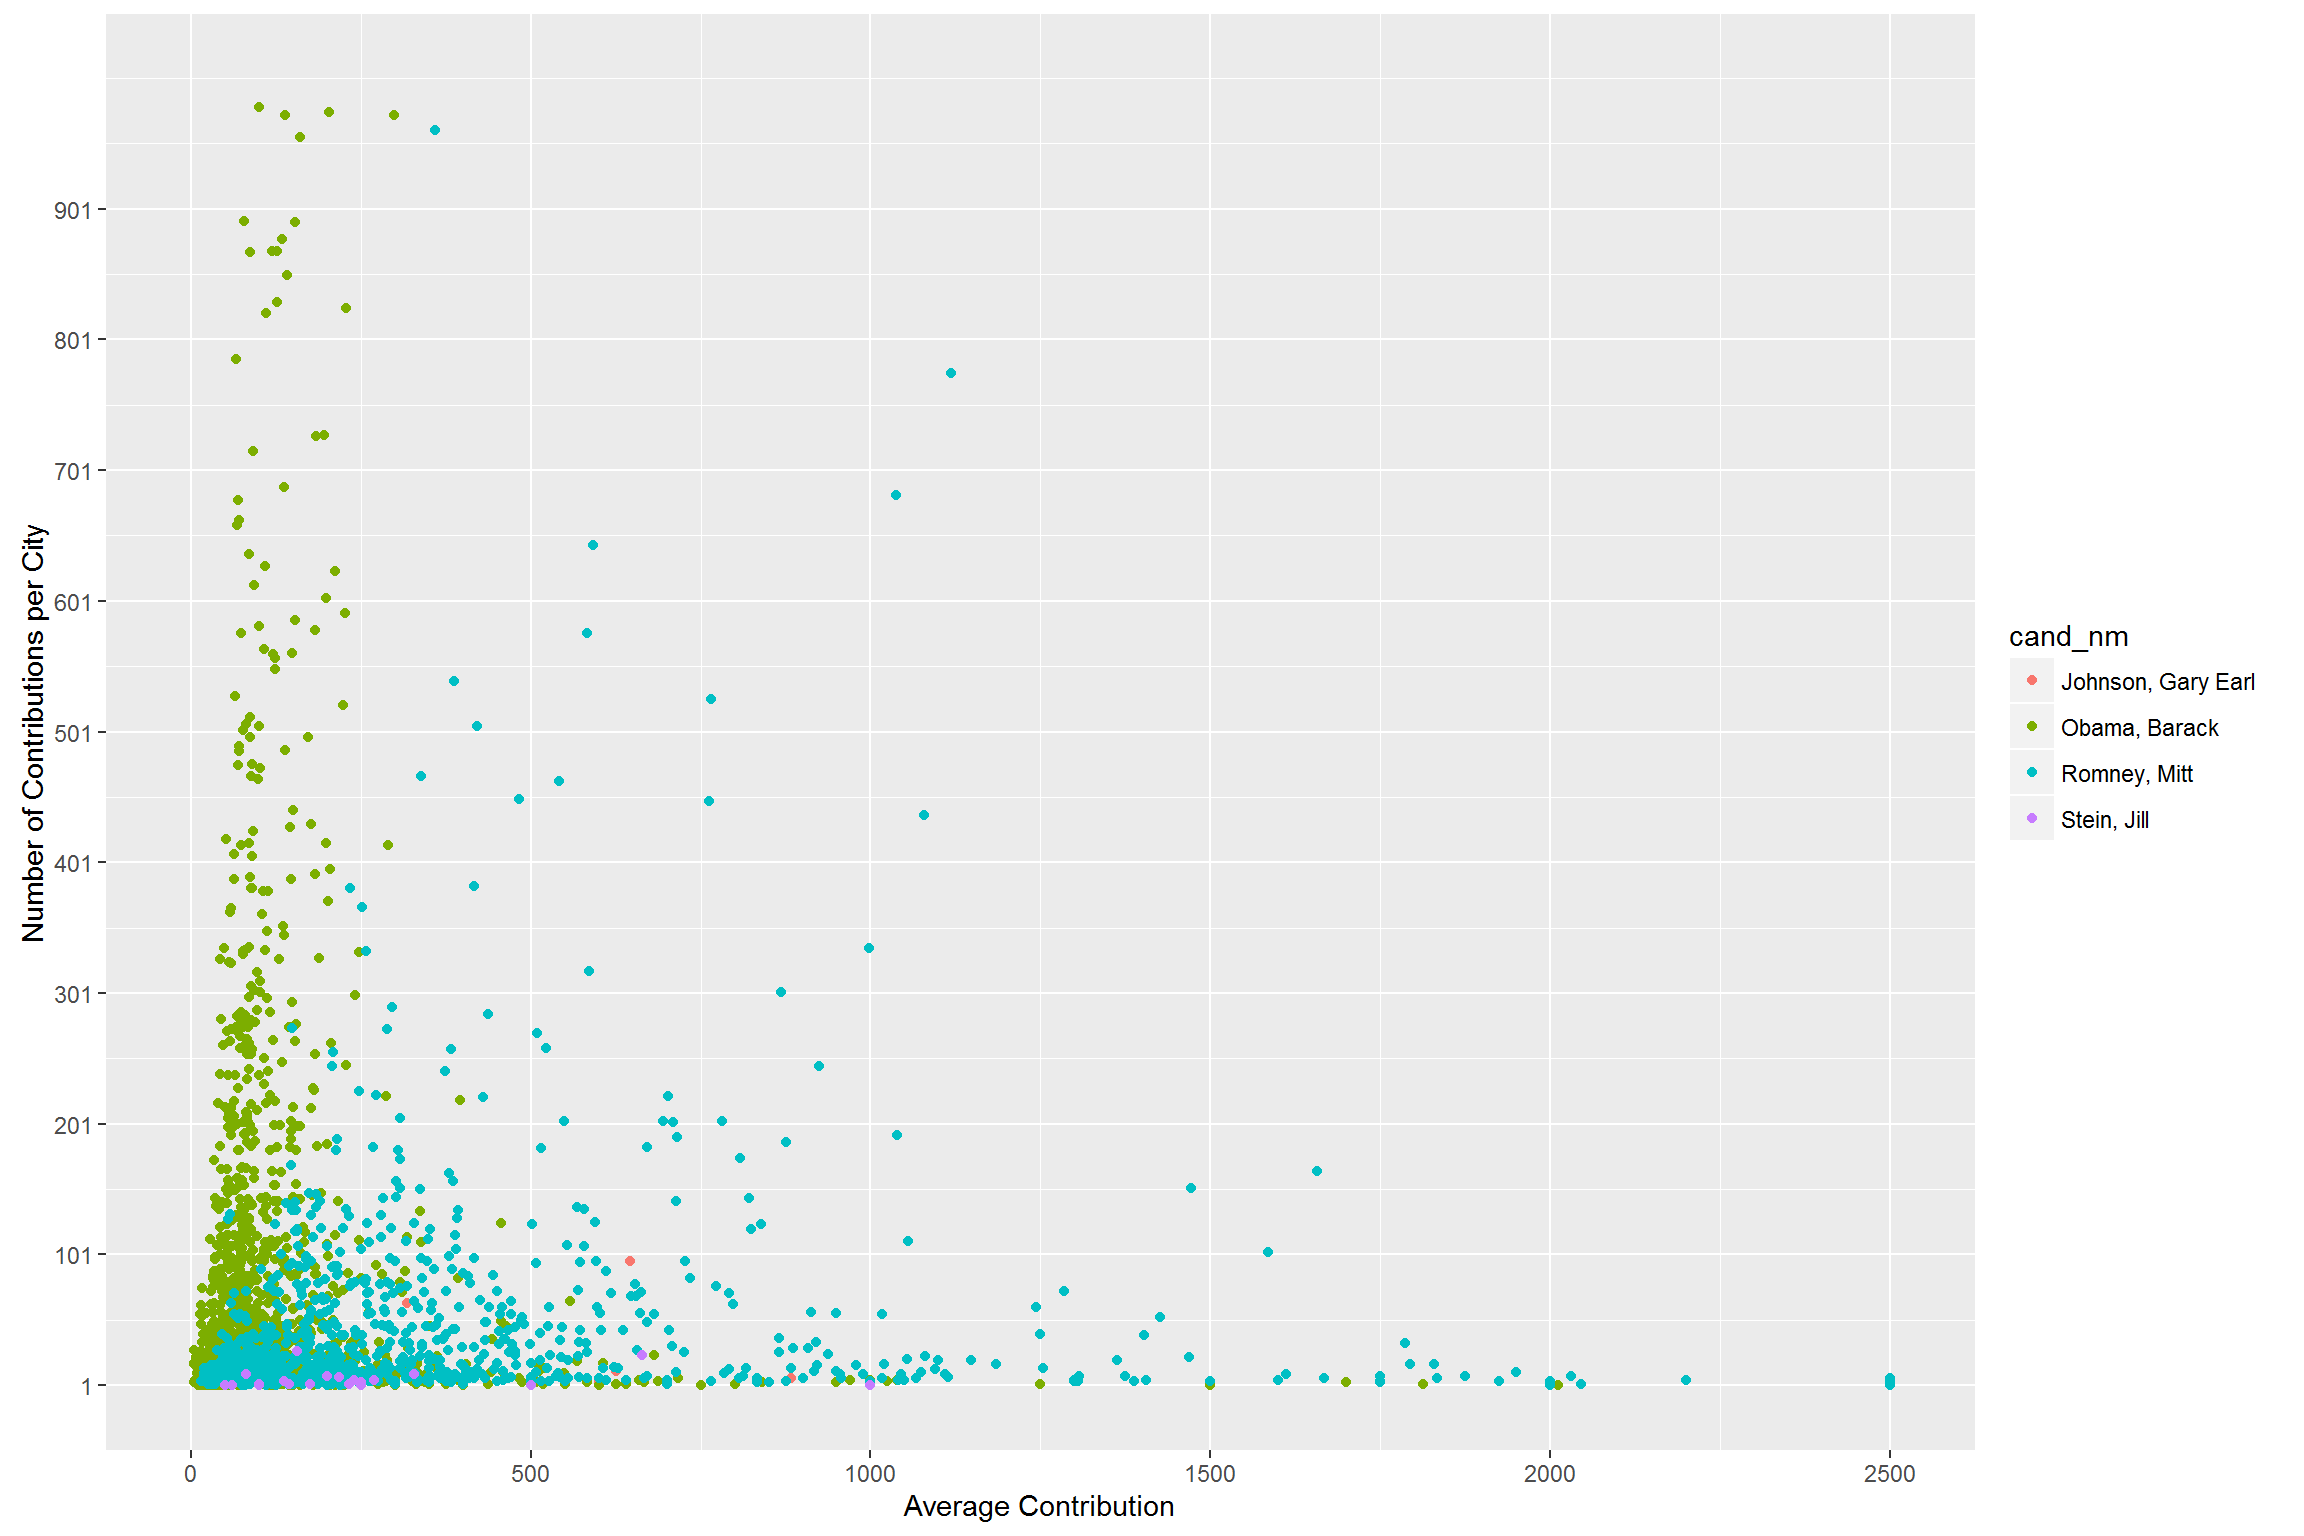 901
801
701
601
501
401
301
201
101
1
0 500 1000 1500 2000 2500
Average Contribution
Number of Contributions per City
cand_nm
Johnson, Gary Earl
Obama, Barack
Romney, Mitt
Stein, Jill